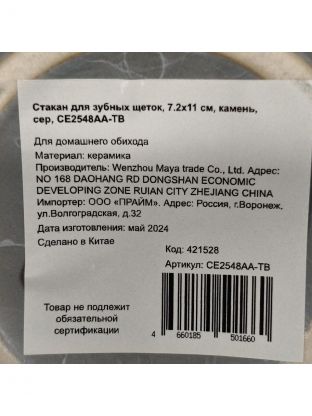 Стакан для зубных щеток, 7.2х11 см, камень,
сер, CE2548AA-TB
Для домашнего обихода
Материал: керамика
Производитель: Wenzhou Maya trade Co., Ltd. Адрес:
NO 168 DAOHANG RD DONGSHAN ECONOMIC
DEVELOPING ZONE RUIAN CITY ZHEJIANG CHINA
Импортер: ООО «ПРАЙМ». Адрес: Россия, г.Воронеж,
ул.Волгоградская, д.32
Дата изготовления: май 2024
Сделано в Китае
Код: 421528
Артикул: CE2548AA-TB
Товар не подлежит
обязательной
сертификации
4 660185 501660